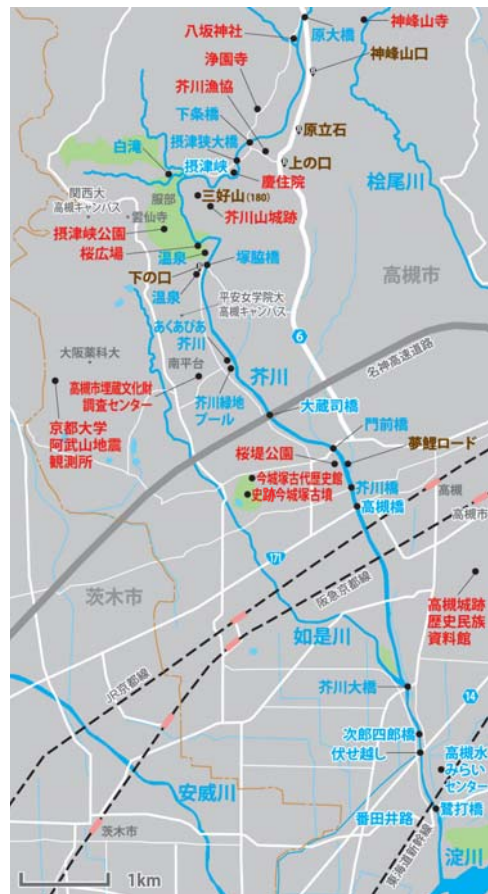 原大橋
神峰山寺
八坂神社
神峰山口
浄園寺
芥川漁協
下条橋
原立石
摂津狭大橋
上の口
白滝
摂津峡
慶住院
桧尾川
関西大
高槻キャンパス
服部
三好山(180)
霊仙寺
芥川山城跡
摂津峡公園
桜広場
温泉
塚脇橋
高槻市
下の口
温泉
平安女学院大
高槻キャンパス
あくあぴあ
芥川
6
名神高速道路
大阪薬科大
南平台
芥川
高槻市埋蔵文化財
調査センター
芥川緑地
プール
大蔵司橋
京都大学
阿武山地震
観測所
門前橋
桜堤公園
夢鯉ロード
今城塚古代歴史館
史跡今城塚古墳
芥川橋
高槻
高槻橋
高槻市
171
茨木市
阪急京都線
高槻城跡
歴史民族
資料館
如是川
JR京都線
芥川大橋
14
次郎四郎橋
伏せ越し
高槻水
みらい
センター
安威川
番田井路
鷺打橋
茨木市
東海道新幹線
淀川
1km